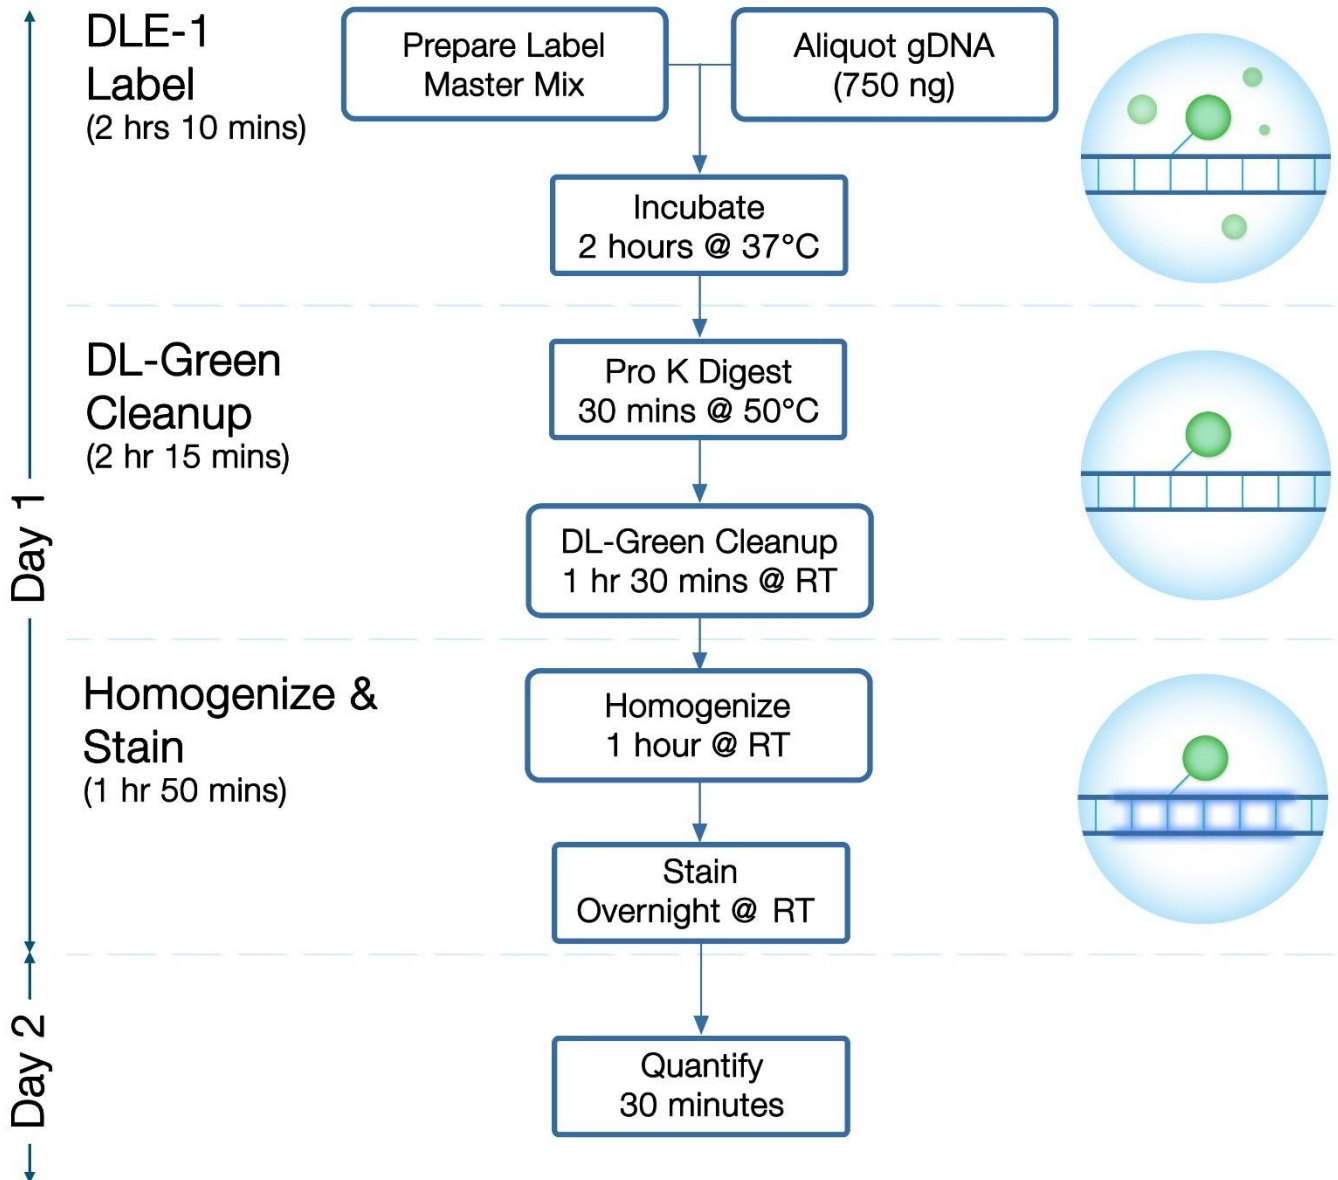 DLE-1
Label
(2 hrs 10 mins)
Prepare Label
Master Mix
Aliquot gDNA
(750 ng)
Incubate
2 hours @ 37°C
DL-Green
Cleanup
(2 hr 15 mins)
Pro K Digest
30 mins @ 50°C
DL-Green Cleanup
1 hr 30 mins @ RT
Day 1
Homogenize &
Stain
(1 hr 50 mins)
Homogenize
1 hour @ RT
Stain
Overnight @ RT
Day 2
Quantify
30 minutes